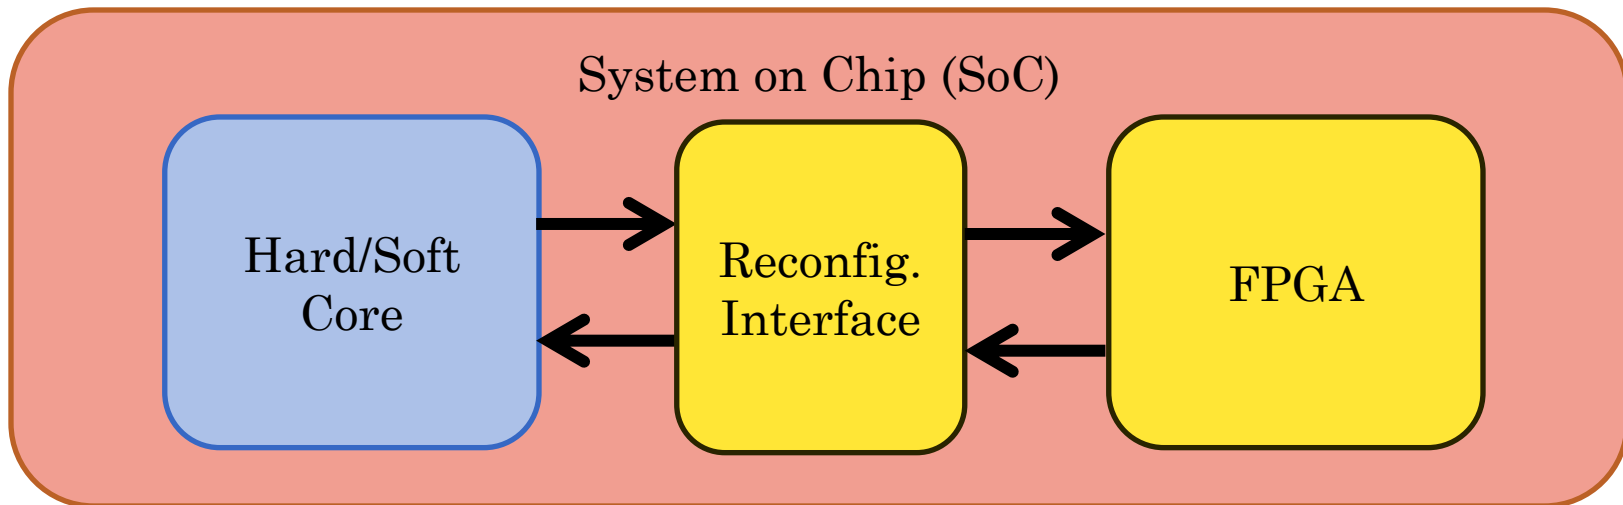 System on Chip (SoC)
Hard/Soft
Core
Reconfig.
Interface
FPGA